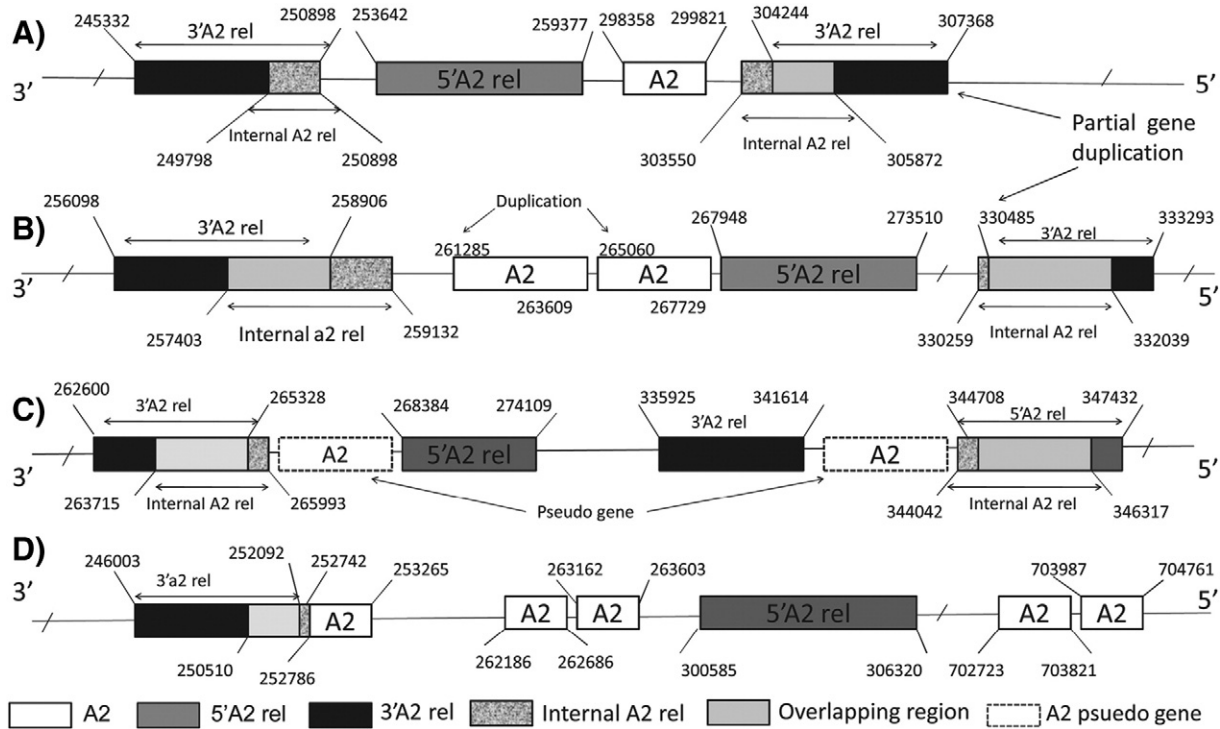 A)
245332 250898 253642 259377 298358 299821 304244 307368
3'A2 rel 3'A2 rel
3' 5'A2 rel A2 5'
Internal A2 rel Internal A2 rel
249798 250898 303550 305872
Partial gene
duplication
B)
256098 258906 Duplication 267948 273510 330485 333293
3'A2 rel 261285 265060 3'A2 rel
3' A2 A2 5'A2 rel 5'
263609 267729
Internal a2 rel Internal A2 rel
257403 259132 330259 332039
C)
262600 265328 268384 274109 335925 341614 344708 347432
3'A2 rel 3'A2 rel 5'A2 rel
3' A2 5'A2 rel A2 5'
Internal A2 rel Internal A2 rel
263715 265993 Pseudo gene 344042 346317
D)
246003 252092 252742 253265 263162 263603 703987 704761
3'a2 rel
3' A2 A2 A2 5'A2 rel A2 A2 5'
250510 252786 262186 262686 300585 306320 702723 703821
A2 5'A2 rel 3'A2 rel Internal A2 rel Overlapping region A2 psuedo gene